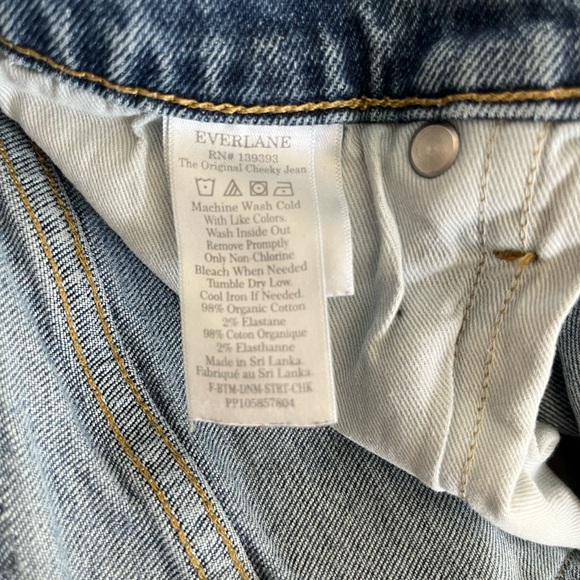 EVERLANE
RN# 139393
The Original Cheeky Jean
Machine Wash Cold
With Like Colors.
Wash Inside Out
Remove Promptly
Only Non-Chlorine
Bleach When Needed
Tumble Dry Low.
Cool Iron If Needed.
98% Organic Cotton
2% Elastane
98% Coton Organique
2% Elasthanne
Made in Sri Lanka.
Fabriqué au Sri Lanka.
F-BTM-DNM-STRT-CHK
PP105857804